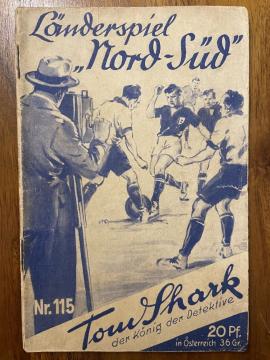 Länderspiel
„Nord-Süd"
Nr. 115
Tom Shark
der König der Detektive
20 Pf.
in Österreich 36 Gr.